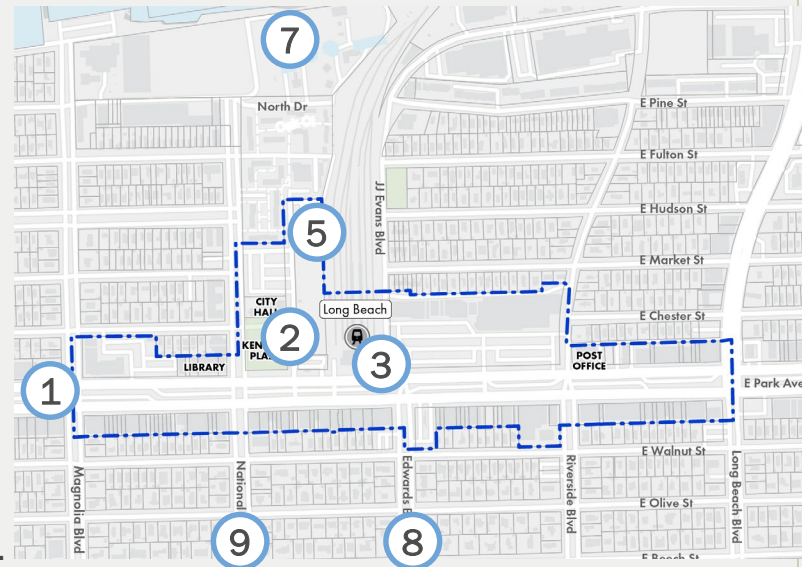 7
North Dr
E Pine St
E Fulton St
JJ Evans Blvd
E Hudson St
5
E Market St
CITY
HALL
Long Beach
E Chester St
2
KEN
PLA
3
LIBRARY
POST
OFFICE
1
E Park Ave
E Walnut St
Magnolia Blvd
National
Edwards B
Riverside Blvd
Long Beach Blvd
E Olive St
9
8
E Beech St